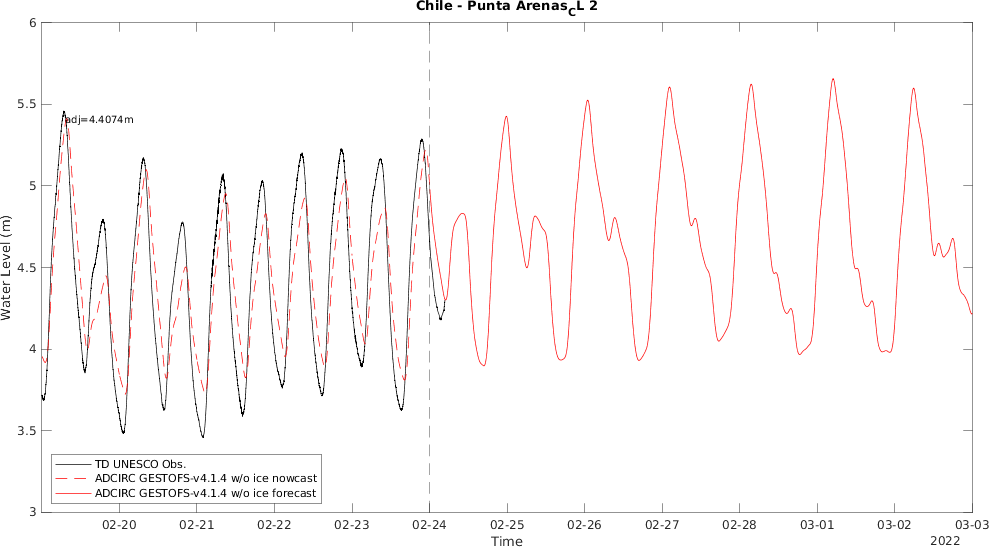 Chile - Punta Arenas_CL 2
6
5.5
5
4.5
4
3.5
3
Water Level (m)
adj=4.4074m
TD UNESCO Obs.
ADCIRC GESTOFS-v4.1.4 w/o ice nowcast
ADCIRC GESTOFS-v4.1.4 w/o ice forecast
02-20 02-21 02-22 02-23 02-24 02-25 02-26 02-27 02-28 03-01 03-02 03-03
Time
2022